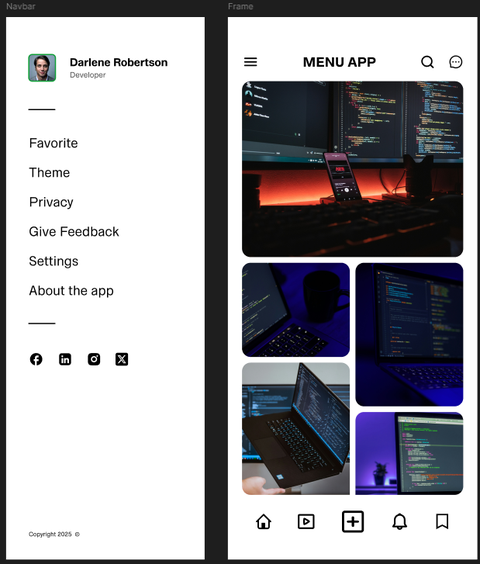 Navbar
Darlene Robertson
Developer
Favorite
Theme
Privacy
Give Feedback
Settings
About the app
Copyright 2025 ©
Frame
MENU APP